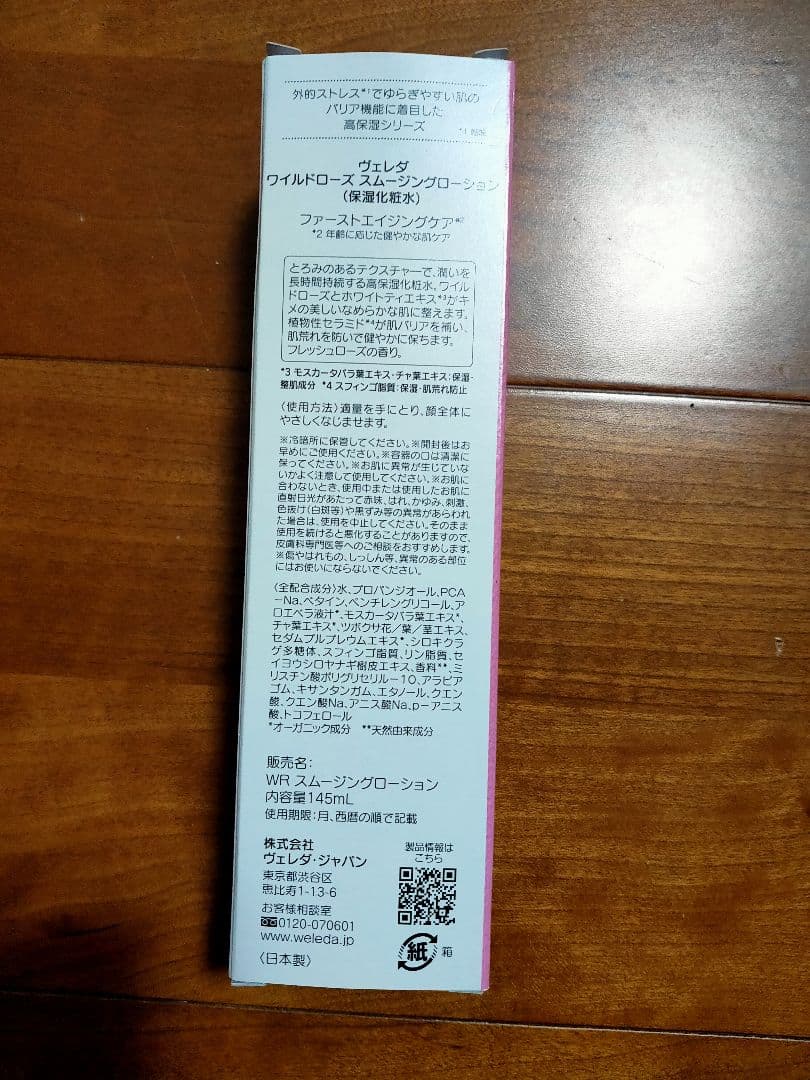 外的ストレス*¹でゆらぎやすい肌の
バリア機能に着目した
高保湿シリーズ
*1 乾燥
ヴェレダ
ワイルドローズ スムージングローション
(保湿化粧水)
ファーストエイジングケア*²
*2 年齢に応じた健やかな肌ケア
とろみのあるテクスチャーで、潤いを
長時間持続する高保湿化粧水。ワイル
ドローズとホワイトティエキス*³がキ
メの美しいなめらかな肌に整えます。
植物性セラミド*⁴が肌バリアを補い、
肌荒れを防いで健やかに保ちます。
フレッシュローズの香り。
*3 モスカータバラ葉エキス・チャ葉エキス:保湿・
整肌成分 *4 スフィンゴ脂質:保湿・肌荒れ防止
〈使用方法〉適量を手にとり、顔全体に
やさしくなじませます。
※冷暗所に保管してください。※開封後はお
早めにご使用ください。※容器の口は清潔に
保ってください。※お肌に異常が生じていな
いかよく注意して使用してください。※お肌に
合わないとき、使用中または使用したお肌に
直射日光があたって赤味、はれ、かゆみ、刺激、
色抜け(白斑等)や黒ずみ等の異常があらわれ
た場合は、使用を中止してください。そのまま
使用を続けると悪化することがありますので、
皮膚科専門医等へのご相談をおすすめします。
※傷やはれもの、しっしん等、異常のある部位
にはお使いにならないでください。
〈全配合成分〉水、プロパンジオール、PCA
-Na、ベタイン、ペンチレングリコール、ア
ロエベラ液汁*、モスカータバラ葉エキス*、
チャ葉エキス*、ツボクサ花/葉/茎エキス、
セダムプルプレウムエキス*、シロキクラ
ゲ多糖体、スフィンゴ脂質、リン脂質、セ
イヨウシロヤナギ樹皮エキス、香料**、ミ
リスチン酸ポリグリセリル-10、アラビア
ゴム、キサンタンガム、エタノール、クエン
酸、クエン酸Na、アニス酸Na、p-アニス
酸、トコフェロール
*オーガニック成分 **天然由来成分
販売名:
WR スムージングローション
内容量145mL
使用期限:月、西暦の順で記載
株式会社
ヴェレダ・ジャパン
東京都渋谷区
恵比寿1-13-6
お客様相談室
0120-070601
www.weleda.jp
〈日本製〉
製品情報は
こちら
紙 箱